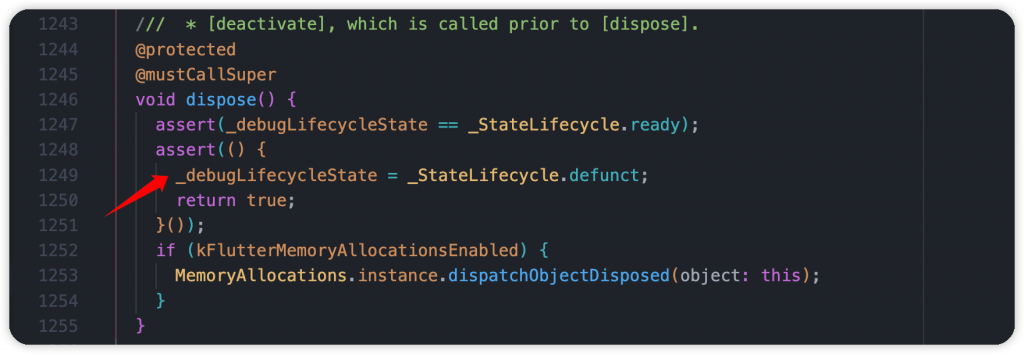 1243 ///  * [deactivate], which is called prior to [dispose].
1244 @protected
1245 @mustCallSuper
1246 void dispose() {
1247   assert(_debugLifecycleState == _StateLifecycle.ready);
1248   assert(() {
1249     _debugLifecycleState = _StateLifecycle.defunct;
1250     return true;
1251   }());
1252   if (kFlutterMemoryAllocationsEnabled) {
1253     MemoryAllocations.instance.dispatchObjectDisposed(object: this);
1254   }
1255 }